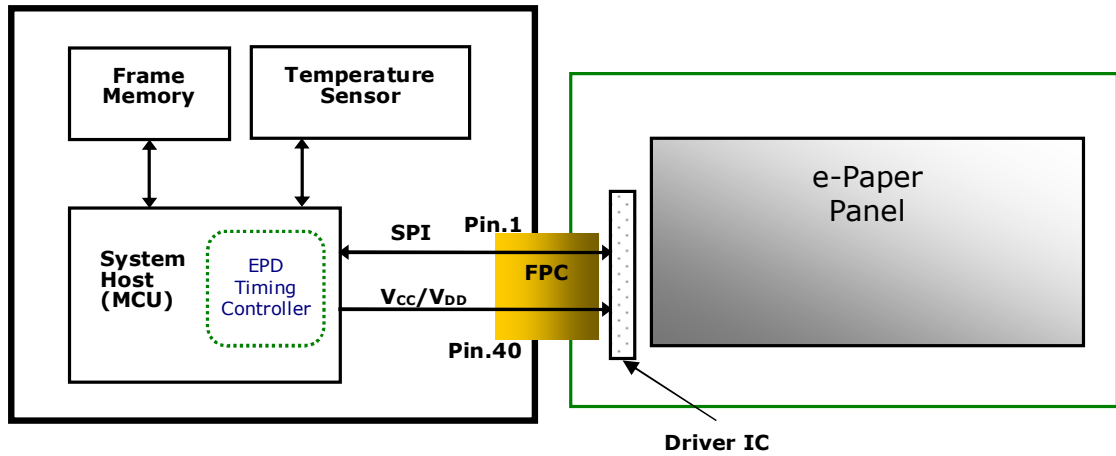 Frame
Memory
Temperature
Sensor
e-Paper
Panel
System
Host
(MCU)
EPD
Timing
Controller
SPI
Pin.1
FPC
VCC/VDD
Pin.40
Driver IC